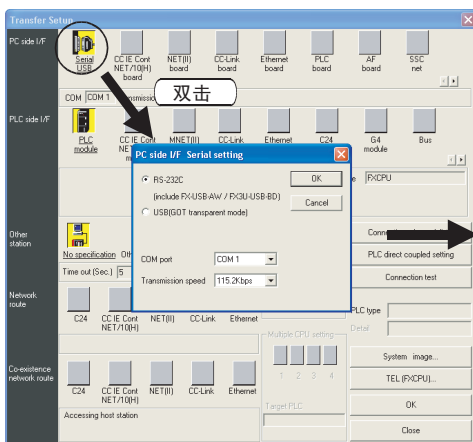 Transfer Setup
PC side I/F
Serial USB
CC IE Cont NET/10(H) board
NET(II) board
CC-Link board
Ethernet board
PLC board
AF board
SSC net
COM COM 1
双击
PLC side I/F
PLC module
CC IE Cont
MNET(II)
CC-Link
Ethernet
C24
G4 module
Bus
FXCPU
PC side I/F Serial setting
RS-232C
(include FX-USB-AW / FX3U-USB-BD)
USB(GOT transparent mode)
COM port
COM 1
Transmission speed
115.2Kbps
OK
Cancel
Other station
No specification
Time out (Sec.) 5
PLC direct coupled setting
Connection test
Network route
C24
CC IE Cont NET/10(H)
NET(II)
CC-Link
Ethernet
PLC type
Detail
Multiple CPU setting
1 2 3 4
Target PLC
System image...
TEL (FXCPU)...
OK
Close
Co-existence network route
C24
CC IE Cont NET/10(H)
NET(II)
CC-Link
Ethernet
Accessing host station